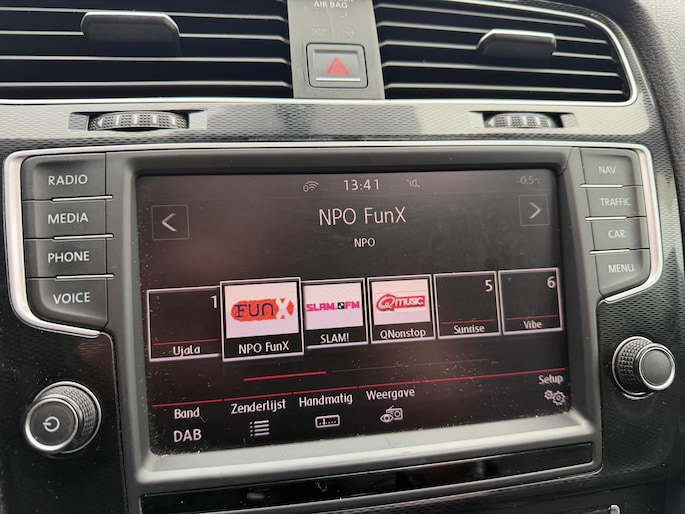 AIR BAG
RADIO
MEDIA
PHONE
VOICE
NAV
TRAFFIC
CAR
MENU
13:41
-0.5°C
NPO FunX
NPO
1
Ujala
FUNX
NPO FunX
SLAM.FM
SLAM!
Qmusic
QNonstop
5
Sunrise
6
Vibe
Band
DAB
Zenderlijst
Handmatig
Weergave
Setup